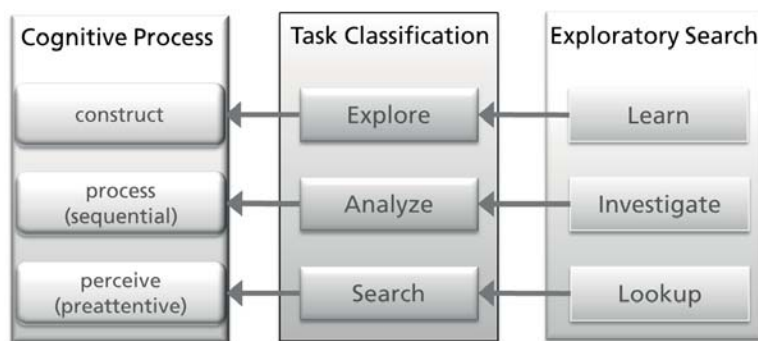 Cognitive Process
construct
process
(sequential)
perceive
(preattentive)
Task Classification
Explore
Analyze
Search
Exploratory Search
Learn
Investigate
Lookup